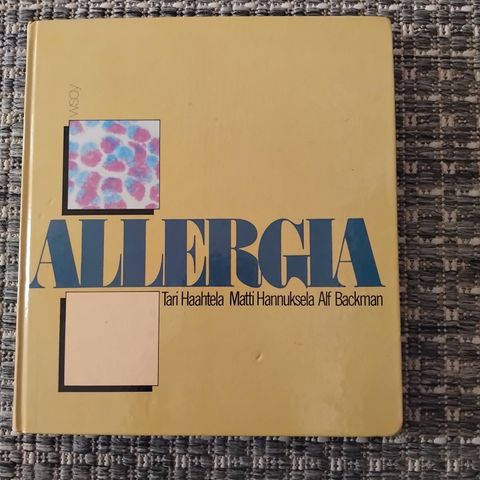 wsoy
ALLERGIA
Tari Haahtela Matti Hannuksela Alf Backman